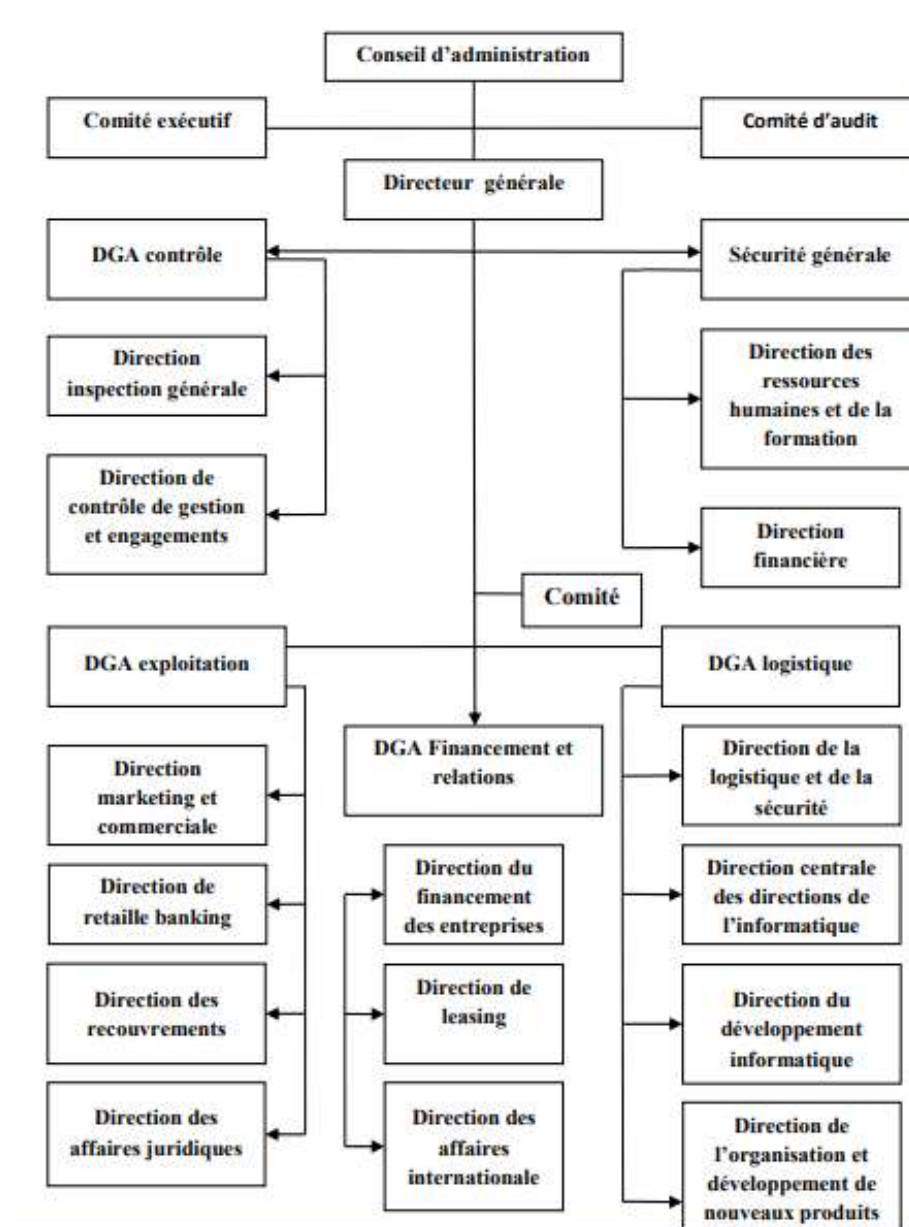 Conseil d'administration
Comité exécutif
Comité d'audit
Directeur générale
DGA contrôle
Sécurité générale
Direction
inspection générale
Direction des
ressources
humaines et de la
formation
Direction de
contrôle de gestion
et engagements
Direction
financière
Comité
DGA exploitation
DGA logistique
DGA Financement et
relations
Direction
marketing et
commerciale
Direction de la
logistique et de la
sécurité
Direction de
retaille banking
Direction du
financement
des entreprises
Direction centrale
des directions de
l'informatique
Direction des
recouvrements
Direction de
leasing
Direction du
développement
informatique
Direction des
affaires juridiques
Direction des
affaires
internationale
Direction de
l'organisation et
développement de
nouveaux produits